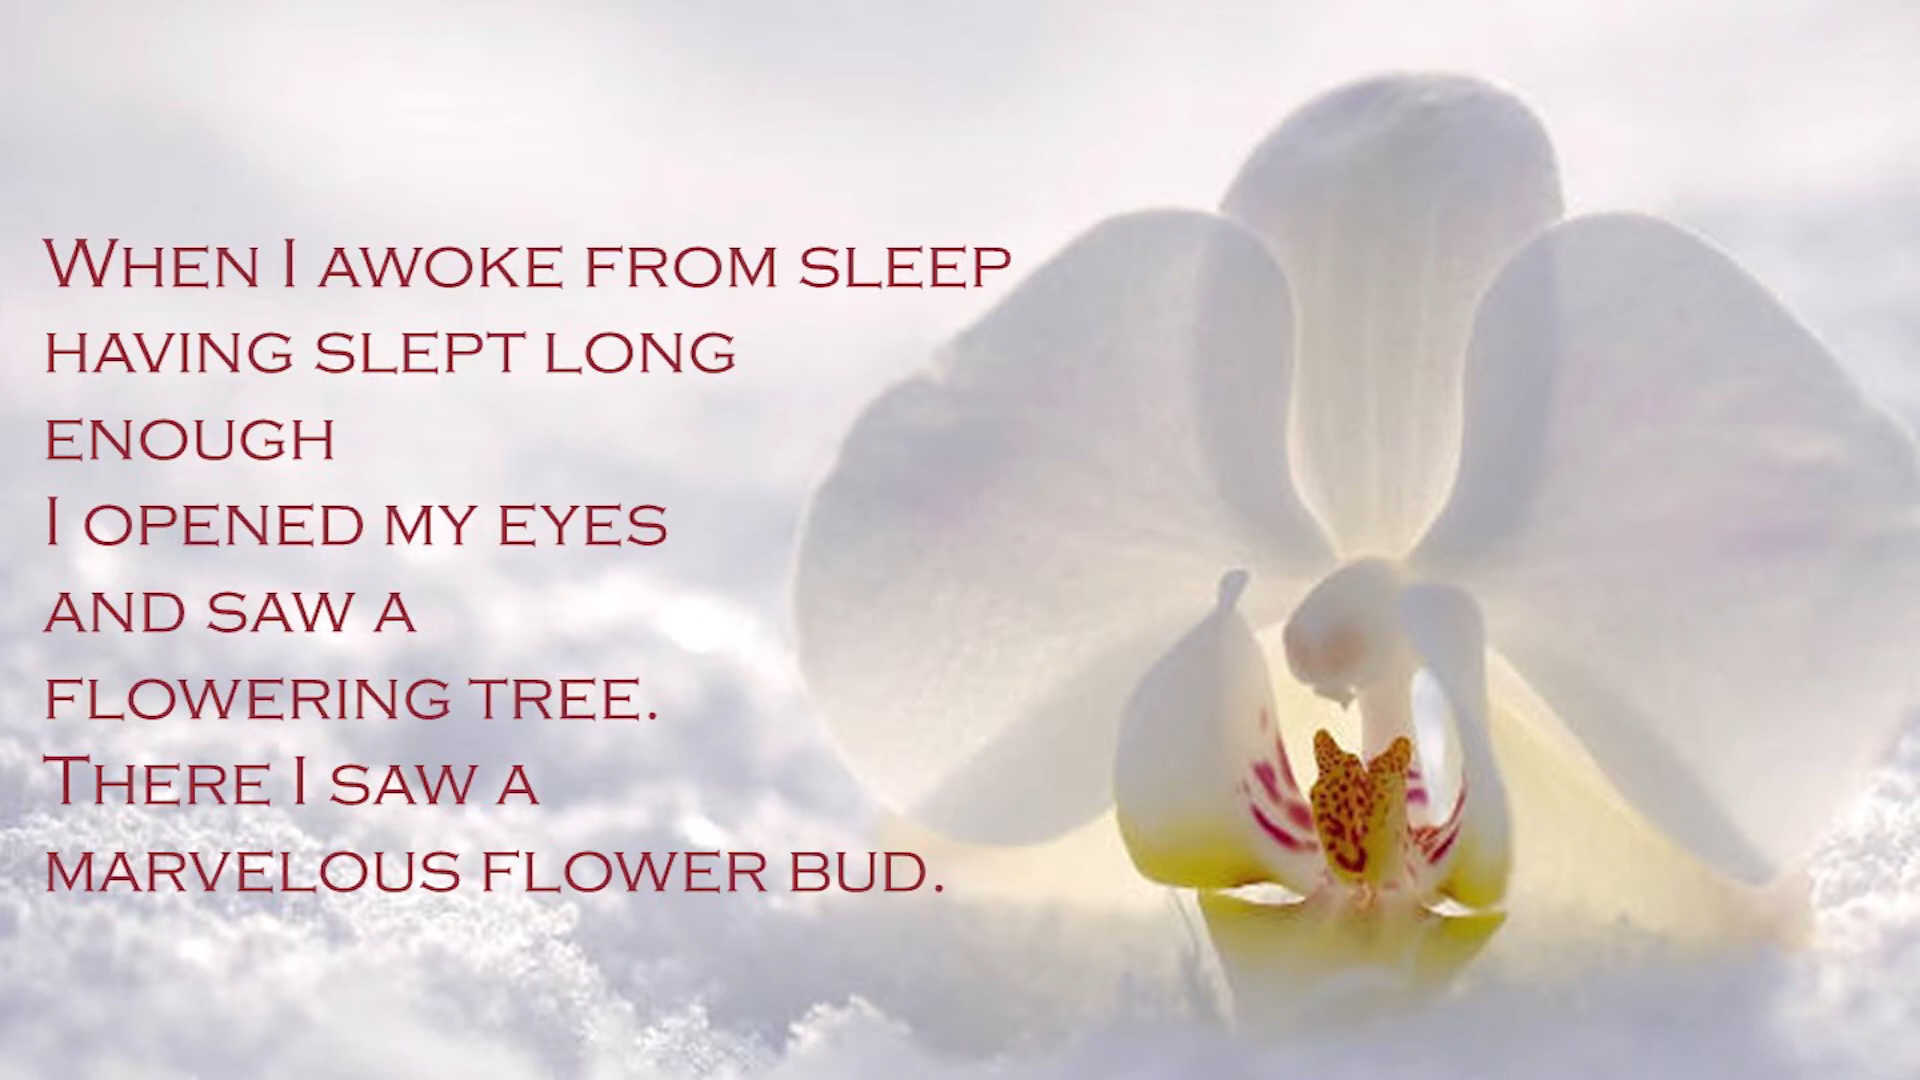 When I awoke from sleep
having slept long
enough
I opened my eyes
and saw a
flowering tree.
There I saw a
marvelous flower bud.